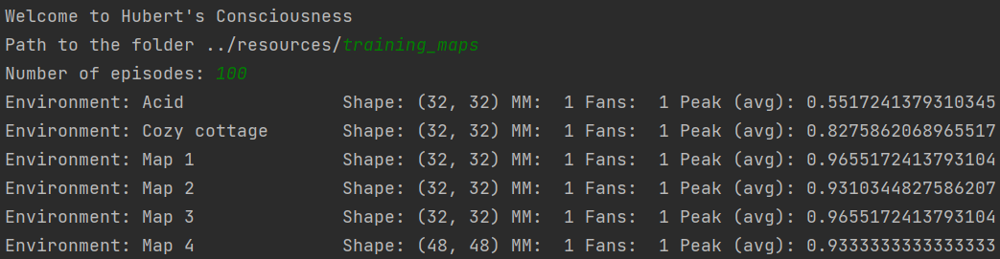 Welcome to Hubert's Consciousness
Path to the folder ../resources/training_maps
Number of episodes: 100
Environment: Acid               Shape: (32, 32) MM:  1 Fans:  1 Peak (avg): 0.5517241379310345
Environment: Cozy cottage       Shape: (32, 32) MM:  1 Fans:  1 Peak (avg): 0.8275862068965517
Environment: Map 1              Shape: (32, 32) MM:  1 Fans:  1 Peak (avg): 0.9655172413793104
Environment: Map 2              Shape: (32, 32) MM:  1 Fans:  1 Peak (avg): 0.9310344827586207
Environment: Map 3              Shape: (32, 32) MM:  1 Fans:  1 Peak (avg): 0.9655172413793104
Environment: Map 4              Shape: (48, 48) MM:  1 Fans:  1 Peak (avg): 0.9333333333333333